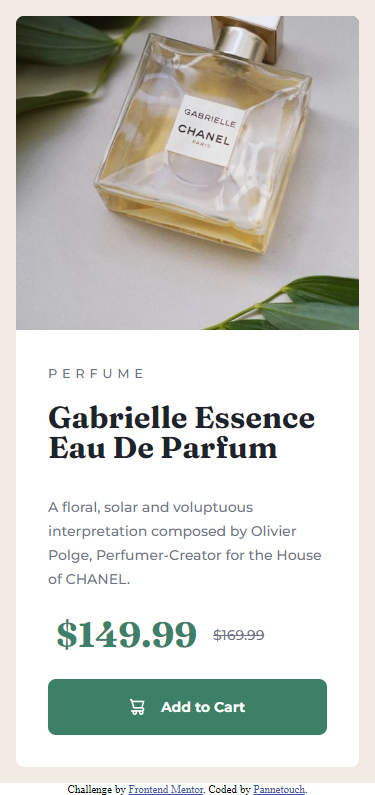 GABRIELLE
CHANEL
PARIS
PERFUME
Gabrielle Essence
Eau De Parfum
A floral, solar and voluptuous
interpretation composed by Olivier
Polge, Perfumer-Creator for the House
of CHANEL.
$149.99 $169.99
Add to Cart
Challenge by Frontend Mentor. Coded by Pannetouch.